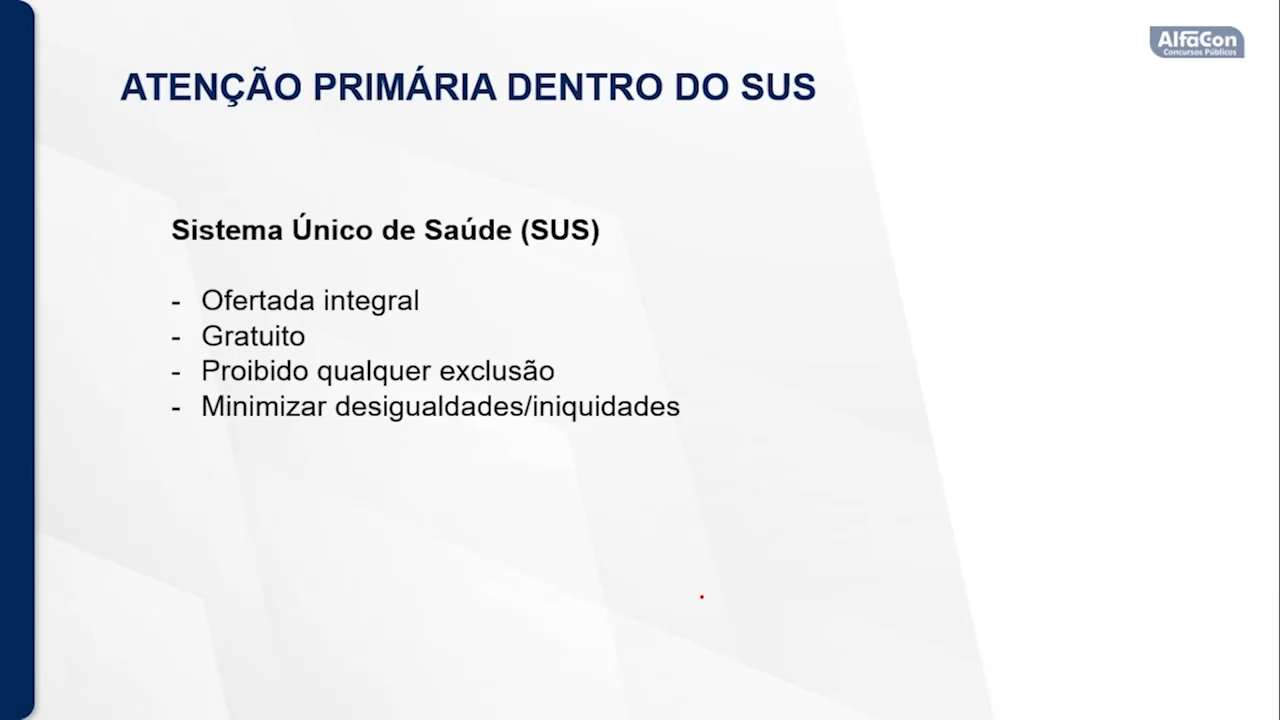 AlfaCon
Concursos Públicos
ATENÇÃO PRIMÁRIA DENTRO DO SUS
Sistema Único de Saúde (SUS)
- Ofertada integral
- Gratuito
- Proibido qualquer exclusão
- Minimizar desigualdades/iniquidades